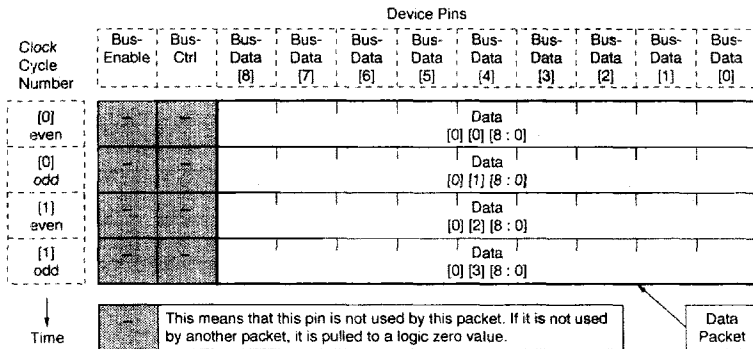 Device Pins
Clock Cycle Number
Bus-Enable Bus-Ctrl Bus-Data [8] Bus-Data [7] Bus-Data [6] Bus-Data [5] Bus-Data [4] Bus-Data [3] Bus-Data [2] Bus-Data [1] Bus-Data [0]
[0] even – – Data [0] [0] [8 : 0]
[0] odd – – Data [0] [1] [8 : 0]
[1] even – – Data [0] [2] [8 : 0]
[1] odd – – Data [0] [3] [8 : 0]
Time
– This means that this pin is not used by this packet. If it is not used
by another packet, it is pulled to a logic zero value.
Data Packet